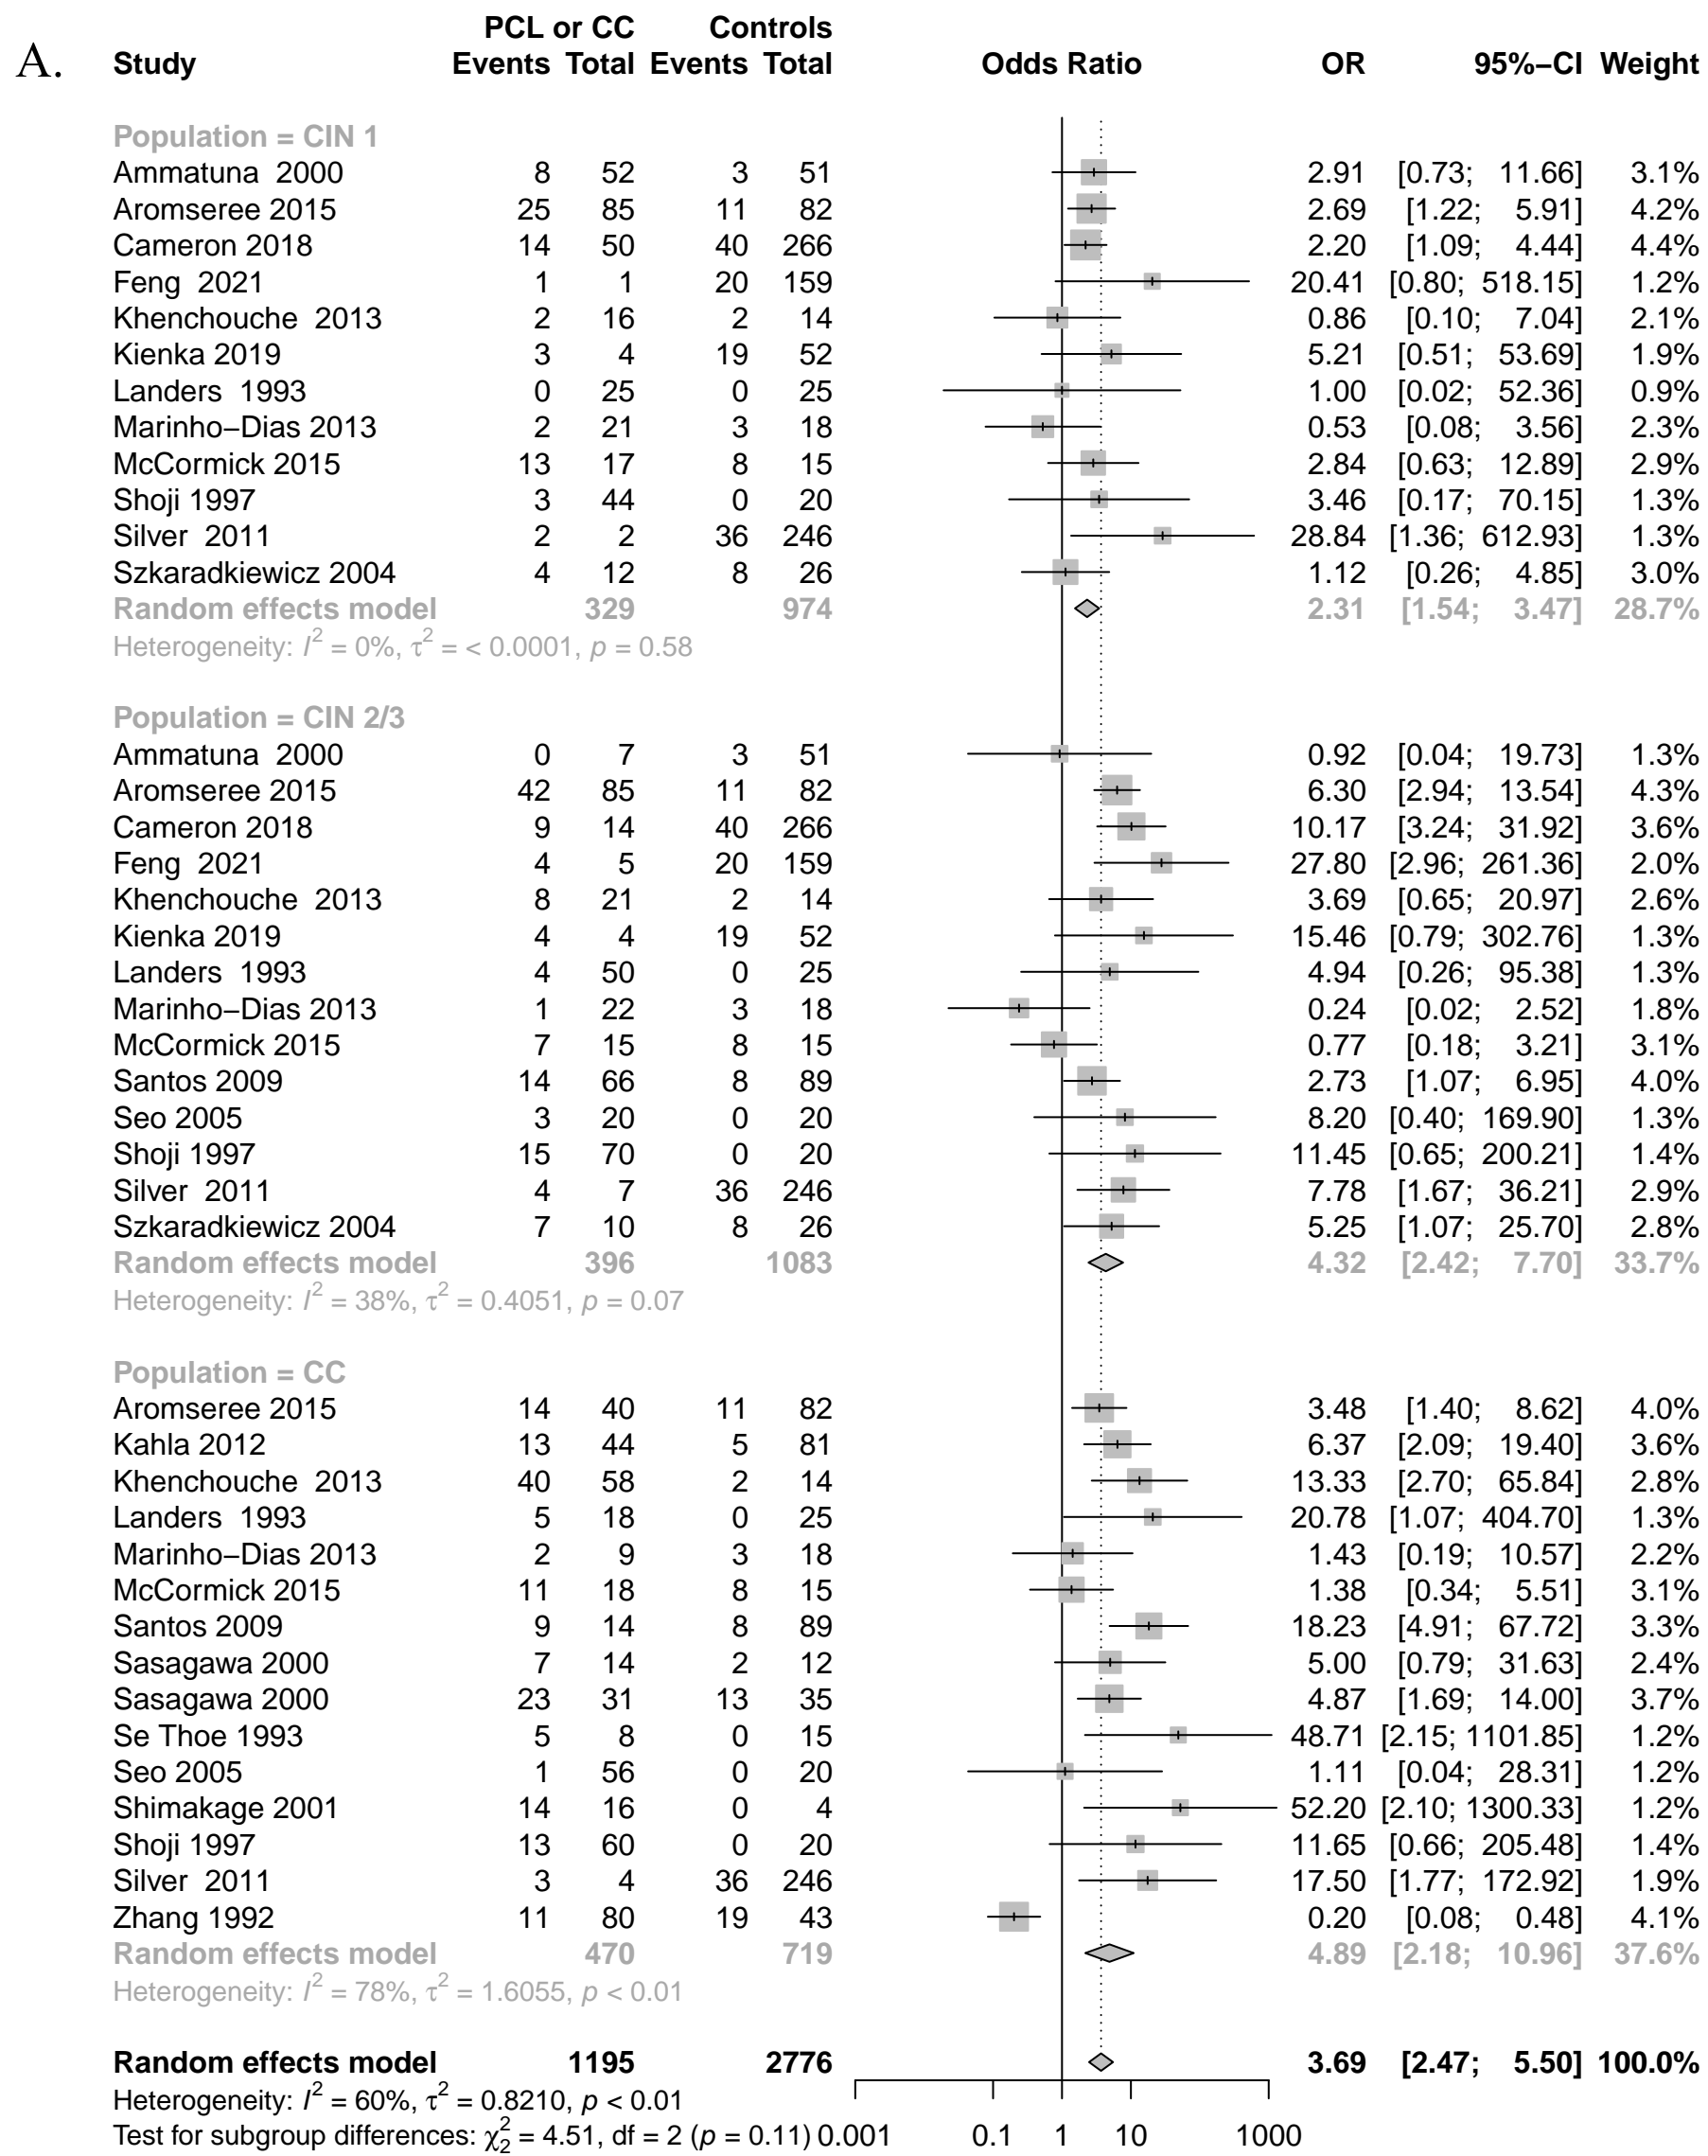 PCL or CC Controls
A. Study Events Total Events Total Odds Ratio OR 95%−CI Weight
Population = CIN 1
Ammatuna 2000 8 52 3 51 2.91 [0.73; 11.66] 3.1%
Aromseree 2015 25 85 11 82 2.69 [1.22; 5.91] 4.2%
Cameron 2018 14 50 40 266 2.20 [1.09; 4.44] 4.4%
Feng 2021 1 1 20 159 20.41 [0.80; 518.15] 1.2%
Khenchouche 2013 2 16 2 14 0.86 [0.10; 7.04] 2.1%
Kienka 2019 3 4 19 52 5.21 [0.51; 53.69] 1.9%
Landers 1993 0 25 0 25 1.00 [0.02; 52.36] 0.9%
Marinho−Dias 2013 2 21 3 18 0.53 [0.08; 3.56] 2.3%
McCormick 2015 13 17 8 15 2.84 [0.63; 12.89] 2.9%
Shoji 1997 3 44 0 20 3.46 [0.17; 70.15] 1.3%
Silver 2011 2 2 36 246 28.84 [1.36; 612.93] 1.3%
Szkaradkiewicz 2004 4 12 8 26 1.12 [0.26; 4.85] 3.0%
Random effects model 329 974 2.31 [1.54; 3.47] 28.7%
Heterogeneity: I² = 0%, τ² = < 0.0001, p = 0.58
Population = CIN 2/3
Ammatuna 2000 0 7 3 51 0.92 [0.04; 19.73] 1.3%
Aromseree 2015 42 85 11 82 6.30 [2.94; 13.54] 4.3%
Cameron 2018 9 14 40 266 10.17 [3.24; 31.92] 3.6%
Feng 2021 4 5 20 159 27.80 [2.96; 261.36] 2.0%
Khenchouche 2013 8 21 2 14 3.69 [0.65; 20.97] 2.6%
Kienka 2019 4 4 19 52 15.46 [0.79; 302.76] 1.3%
Landers 1993 4 50 0 25 4.94 [0.26; 95.38] 1.3%
Marinho−Dias 2013 1 22 3 18 0.24 [0.02; 2.52] 1.8%
McCormick 2015 7 15 8 15 0.77 [0.18; 3.21] 3.1%
Santos 2009 14 66 8 89 2.73 [1.07; 6.95] 4.0%
Seo 2005 3 20 0 20 8.20 [0.40; 169.90] 1.3%
Shoji 1997 15 70 0 20 11.45 [0.65; 200.21] 1.4%
Silver 2011 4 7 36 246 7.78 [1.67; 36.21] 2.9%
Szkaradkiewicz 2004 7 10 8 26 5.25 [1.07; 25.70] 2.8%
Random effects model 396 1083 4.32 [2.42; 7.70] 33.7%
Heterogeneity: I² = 38%, τ² = 0.4051, p = 0.07
Population = CC
Aromseree 2015 14 40 11 82 3.48 [1.40; 8.62] 4.0%
Kahla 2012 13 44 5 81 6.37 [2.09; 19.40] 3.6%
Khenchouche 2013 40 58 2 14 13.33 [2.70; 65.84] 2.8%
Landers 1993 5 18 0 25 20.78 [1.07; 404.70] 1.3%
Marinho−Dias 2013 2 9 3 18 1.43 [0.19; 10.57] 2.2%
McCormick 2015 11 18 8 15 1.38 [0.34; 5.51] 3.1%
Santos 2009 9 14 8 89 18.23 [4.91; 67.72] 3.3%
Sasagawa 2000 7 14 2 12 5.00 [0.79; 31.63] 2.4%
Sasagawa 2000 23 31 13 35 4.87 [1.69; 14.00] 3.7%
Se Thoe 1993 5 8 0 15 48.71 [2.15; 1101.85] 1.2%
Seo 2005 1 56 0 20 1.11 [0.04; 28.31] 1.2%
Shimakage 2001 14 16 0 4 52.20 [2.10; 1300.33] 1.2%
Shoji 1997 13 60 0 20 11.65 [0.66; 205.48] 1.4%
Silver 2011 3 4 36 246 17.50 [1.77; 172.92] 1.9%
Zhang 1992 11 80 19 43 0.20 [0.08; 0.48] 4.1%
Random effects model 470 719 4.89 [2.18; 10.96] 37.6%
Heterogeneity: I² = 78%, τ² = 1.6055, p < 0.01
Random effects model 1195 2776 3.69 [2.47; 5.50] 100.0%
Heterogeneity: I² = 60%, τ² = 0.8210, p < 0.01
Test for subgroup differences: χ²₂ = 4.51, df = 2 (p = 0.11) 0.001 0.1 1 10 1000